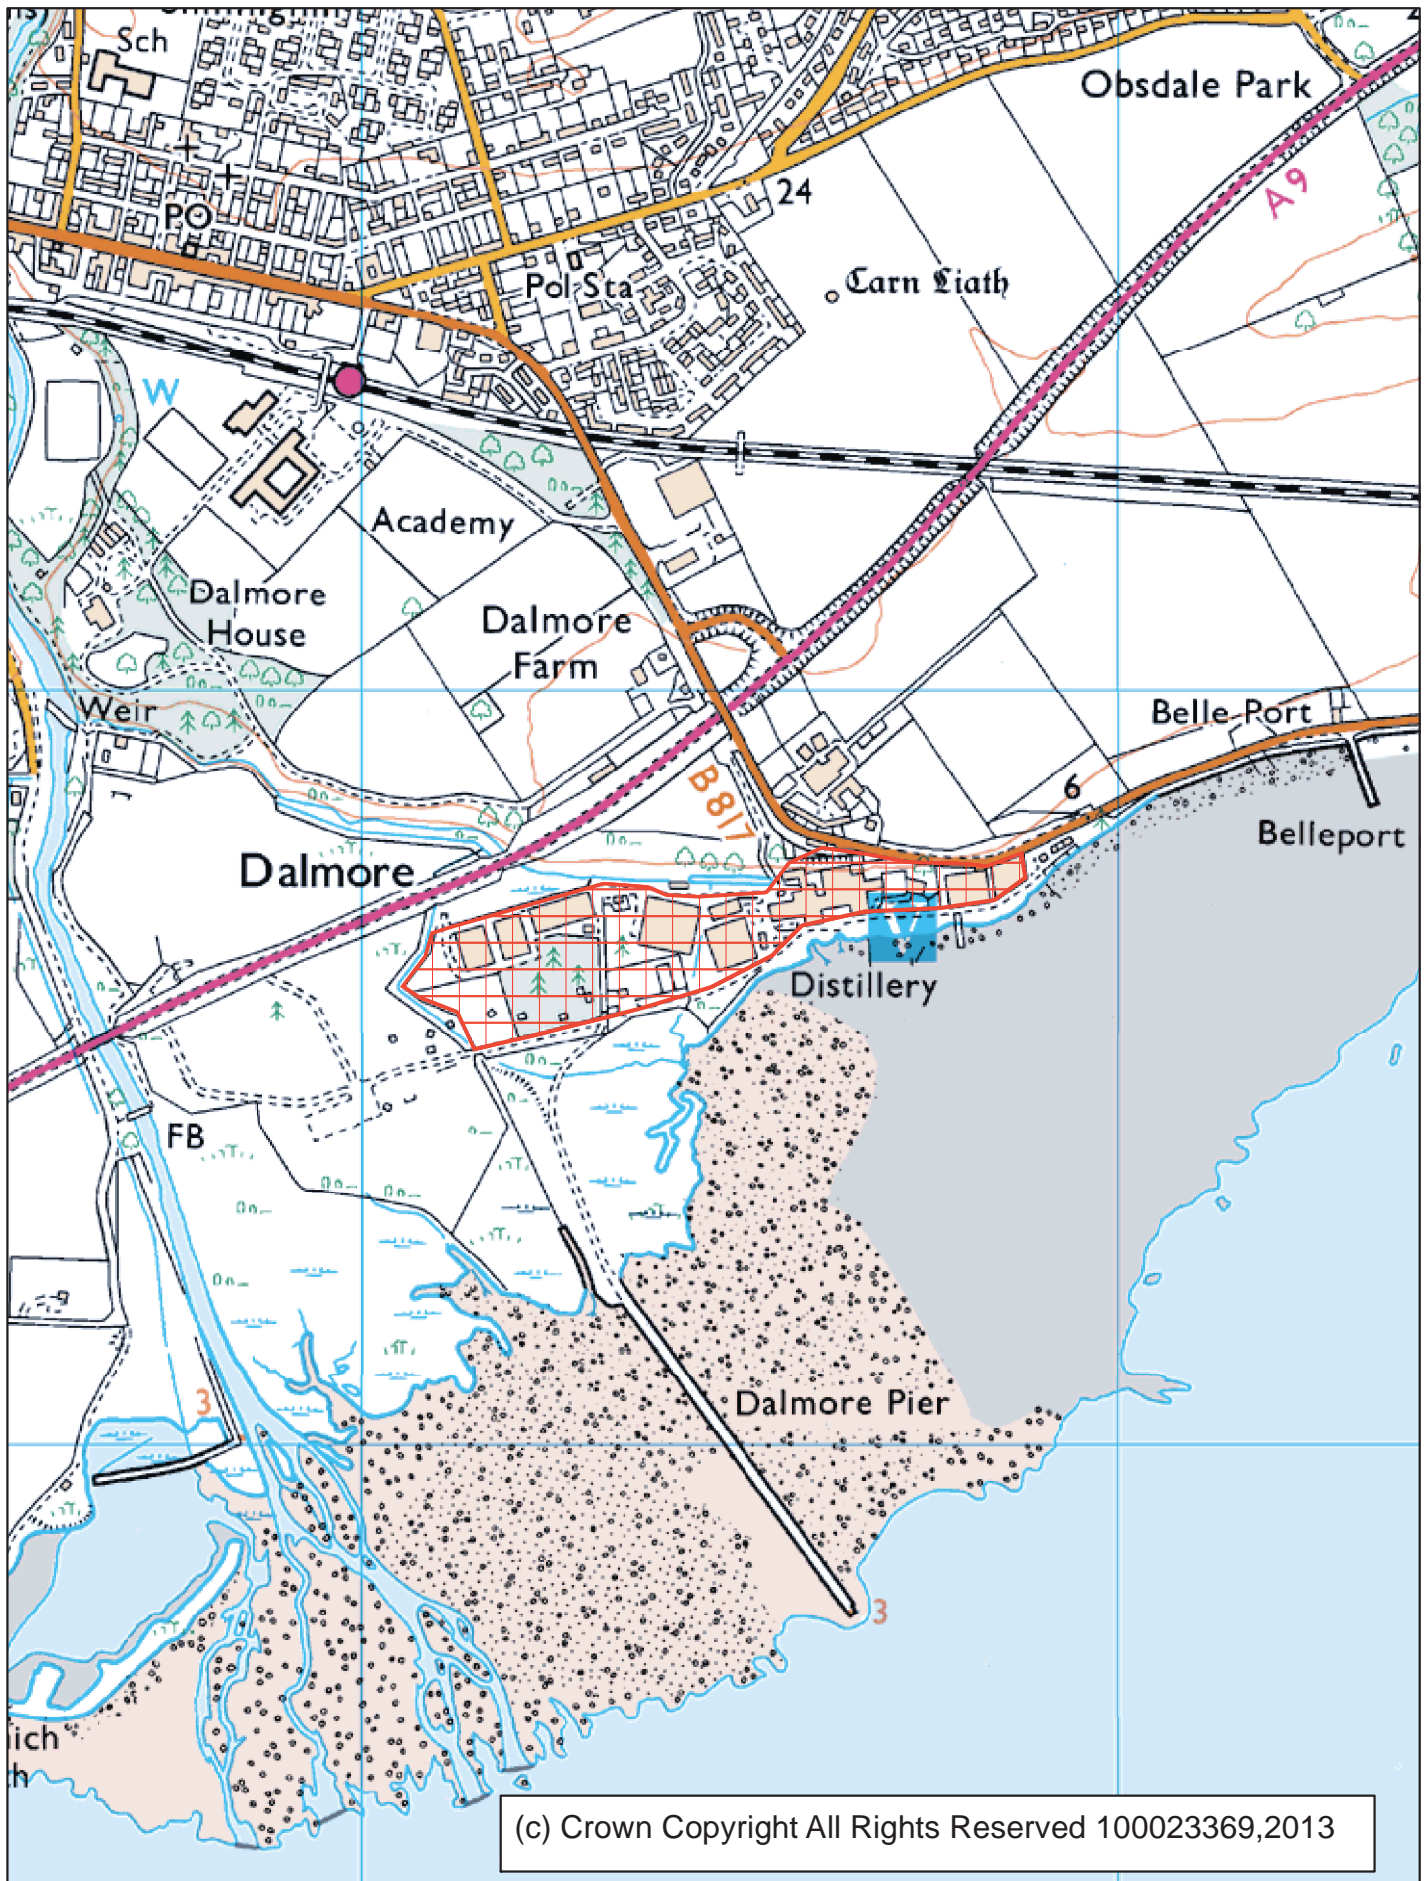 Sch
Obsdale Park
A9
24
PO
Pol Sta
Carn Liath
W
Academy
Dalmore
House
Dalmore
Farm
Weir
Belle-Port
B 817
6
Belleport
Dalmore
Distillery
FB
Dalmore Pier
3
3
(c) Crown Copyright All Rights Reserved 100023369,2013